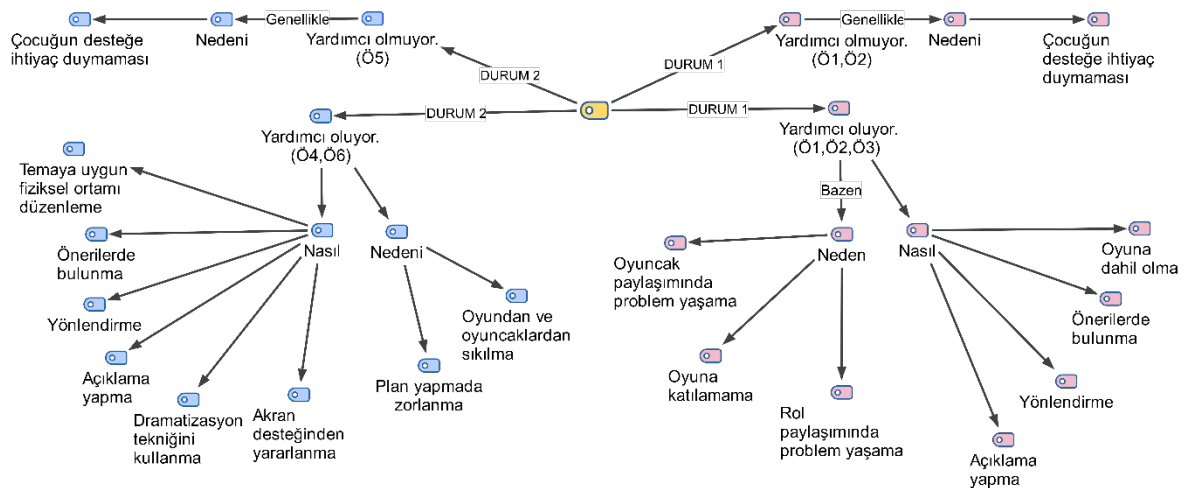 Çocuğun desteğe
ihtiyaç duymaması
Nedeni
Genellikle
Yardımcı olmuyor.
(Ö5)
DURUM 2
DURUM 1
Yardımcı olmuyor.
(Ö1,Ö2)
Genellikle
Nedeni
Çocuğun
desteğe ihtiyaç
duymaması
DURUM 2
Yardımcı oluyor.
(Ö4,Ö6)
Temaya uygun
fiziksel ortamı
düzenleme
Önerilerde
bulunma
Yönlendirme
Açıklama
yapma
Dramatizasyon
tekniğini
kullanma
Akran
desteğinden
yararlanma
Nasıl
Nedeni
Plan yapmada
zorlanma
Oyundan ve
oyuncaklardan
sıkılma
DURUM 1
Yardımcı oluyor.
(Ö1,Ö2,Ö3)
Bazen
Neden
Oyuncak
paylaşımında
problem yaşama
Oyuna
katılamama
Rol
paylaşımında
problem yaşama
Nasıl
Oyuna
dahil olma
Önerilerde
bulunma
Yönlendirme
Açıklama
yapma